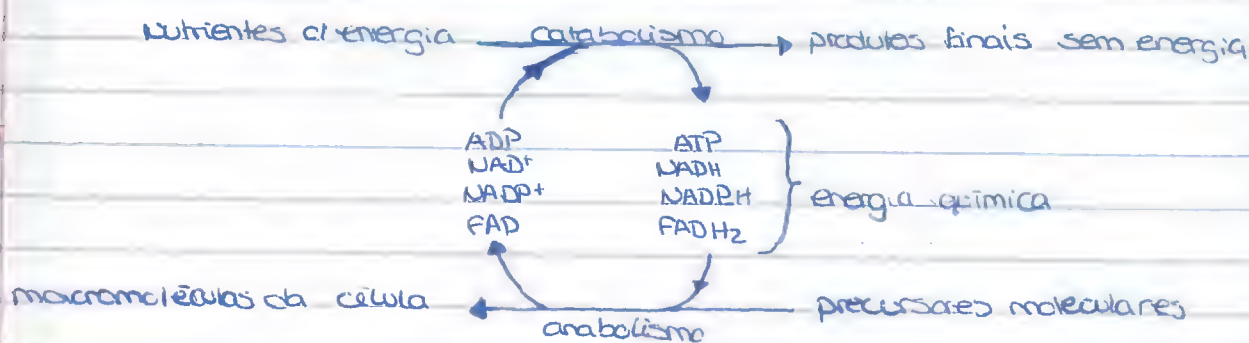 Nutrientes c/ energia catabolismo produtos finais sem energia
ADP ATP
NAD+ NADH
NADP+ NADPH energia química
FAD FADH2
macromoléculas da célula precursores moleculares
anabolismo